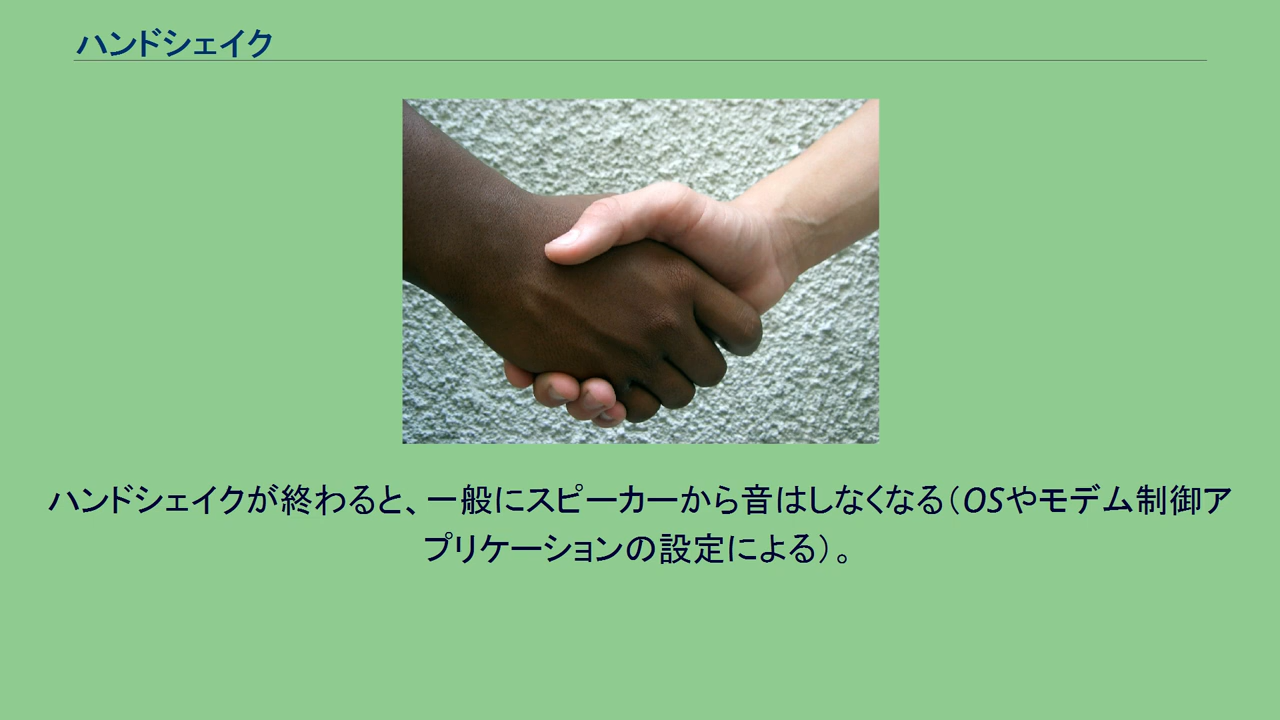 ハンドシェイク
ハンドシェイクが終わると、一般にスピーカーから音はしなくなる（OSやモデム制御ア
プリケーションの設定による）。